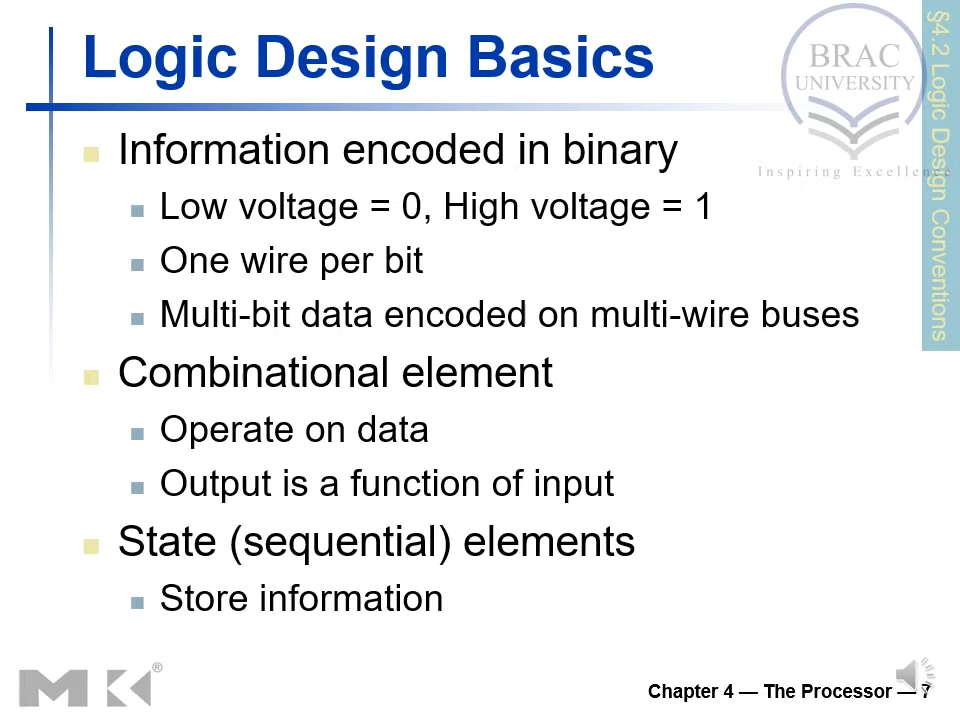 Logic Design Basics
BRAC
UNIVERSITY
Inspiring Excellence
§4.2 Logic Design Conventions
Information encoded in binary
Low voltage = 0, High voltage = 1
One wire per bit
Multi-bit data encoded on multi-wire buses
Combinational element
Operate on data
Output is a function of input
State (sequential) elements
Store information
MK®
Chapter 4 — The Processor — 7